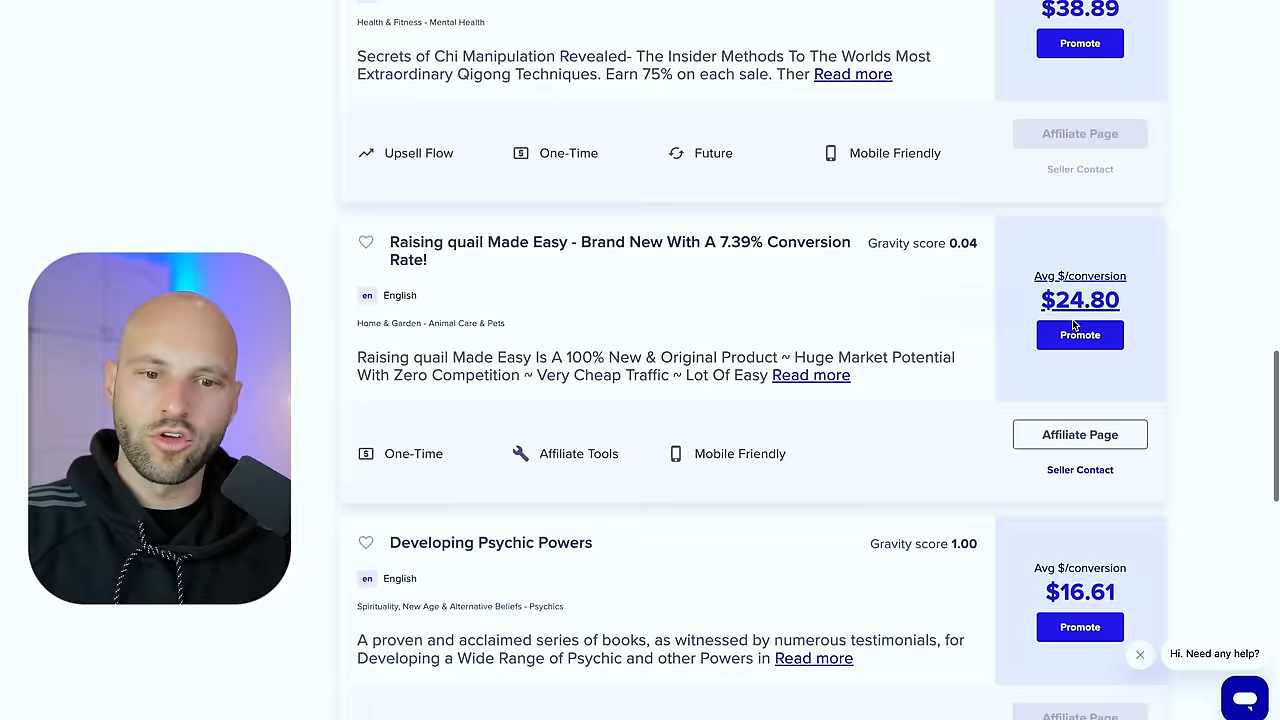 $38.89
Health & Fitness - Mental Health
Promote
Secrets of Chi Manipulation Revealed- The Insider Methods To The Worlds Most
Extraordinary Qigong Techniques. Earn 75% on each sale. Ther Read more
Affiliate Page
Upsell Flow
One-Time
Future
Mobile Friendly
Seller Contact
Raising quail Made Easy - Brand New With A 7.39% Conversion
Rate!
Gravity score 0.04
Avg $/conversion
$24.80
en English
Home & Garden - Animal Care & Pets
Promote
Raising quail Made Easy Is A 100% New & Original Product ~ Huge Market Potential
With Zero Competition ~ Very Cheap Traffic ~ Lot Of Easy Read more
Affiliate Page
One-Time
Affiliate Tools
Mobile Friendly
Seller Contact
Developing Psychic Powers
Gravity score 1.00
Avg $/conversion
$16.61
en English
Spirituality, New Age & Alternative Beliefs - Psychics
Promote
A proven and acclaimed series of books, as witnessed by numerous testimonials, for
Developing a Wide Range of Psychic and other Powers in Read more
Hi. Need any help?
Affiliate Page